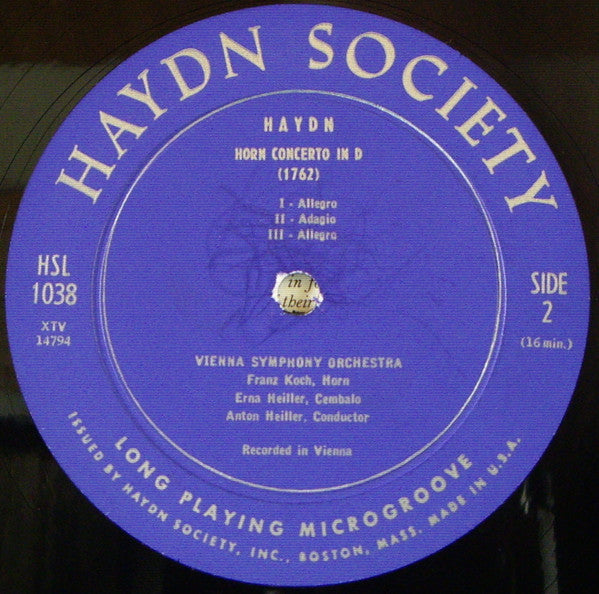 HAYDN SOCIETY
HAYDN
HORN CONCERTO IN D
(1762)
I - Allegro
II - Adagio
III - Allegro
HSL
1038
XTV
14794
SIDE
2
(16 min.)
in
their
VIENNA SYMPHONY ORCHESTRA
Franz Koch, Horn
Erna Heiller, Cembalo
Anton Heiller, Conductor
Recorded in Vienna
LONG PLAYING MICROGROOVE
ISSUED BY HAYDN SOCIETY, INC., BOSTON, MASS. MADE IN U.S.A.